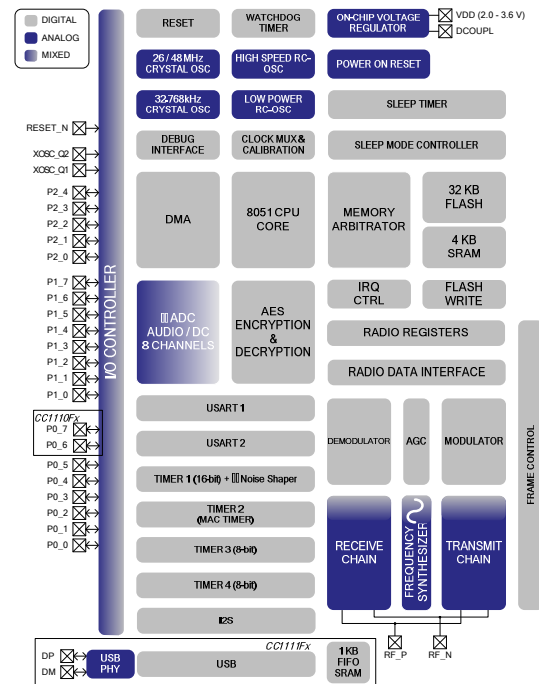 DIGITAL
ANALOG
MIXED
RESET
WATCHDOG
TIMER
ON-CHIP VOLTAGE
REGULATOR
VDD (2.0 - 3.6 V)
DCOUPL
26 / 48 MHz
CRYSTAL OSC
HIGH SPEED RC-
OSC
POWER ON RESET
32.768 kHz
CRYSTAL OSC
LOW POWER
RC-OSC
SLEEP TIMER
RESET_N
XOSC_Q2
XOSC_Q1
DEBUG
INTERFACE
CLOCK MUX &
CALIBRATION
SLEEP MODE CONTROLLER
P2_4
P2_3
P2_2
P2_1
P2_0
DMA
8051 CPU
CORE
MEMORY
ARBITRATOR
32 KB
FLASH
4 KB
SRAM
I/O CONTROLLER
P1_7
P1_6
P1_5
P1_4
P1_3
P1_2
P1_1
P1_0
ADC
AUDIO / DC
8 CHANNELS
AES
ENCRYPTION
&
DECRYPTION
IRQ
CTRL
FLASH
WRITE
RADIO REGISTERS
RADIO DATA INTERFACE
CC1110Fx
P0_7
P0_6
P0_5
P0_4
P0_3
P0_2
P0_1
P0_0
USART 1
USART 2
TIMER 1 (16-bit) + Noise Shaper
TIMER 2
(MAC TIMER)
TIMER 3 (8-bit)
TIMER 4 (8-bit)
I2S
DEMODULATOR
AGC
MODULATOR
FRAME CONTROL
RECEIVE
CHAIN
FREQUENCY
SYNTHESIZER
TRANSMIT
CHAIN
RF_P
RF_N
CC1111Fx
DP
DM
USB
PHY
USB
1 KB
FIFO
SRAM